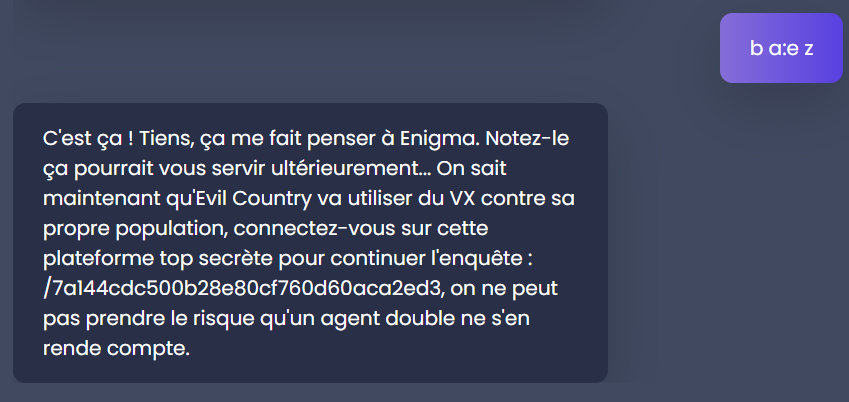 b a:e z
C'est ça ! Tiens, ça me fait penser à Enigma. Notez-le
ça pourrait vous servir ultérieurement... On sait
maintenant qu'Evil Country va utiliser du VX contre sa
propre population, connectez-vous sur cette
plateforme top secrète pour continuer l'enquête :
/7a144cdc500b28e80cf760d60aca2ed3, on ne peut
pas prendre le risque qu'un agent double ne s'en
rende compte.